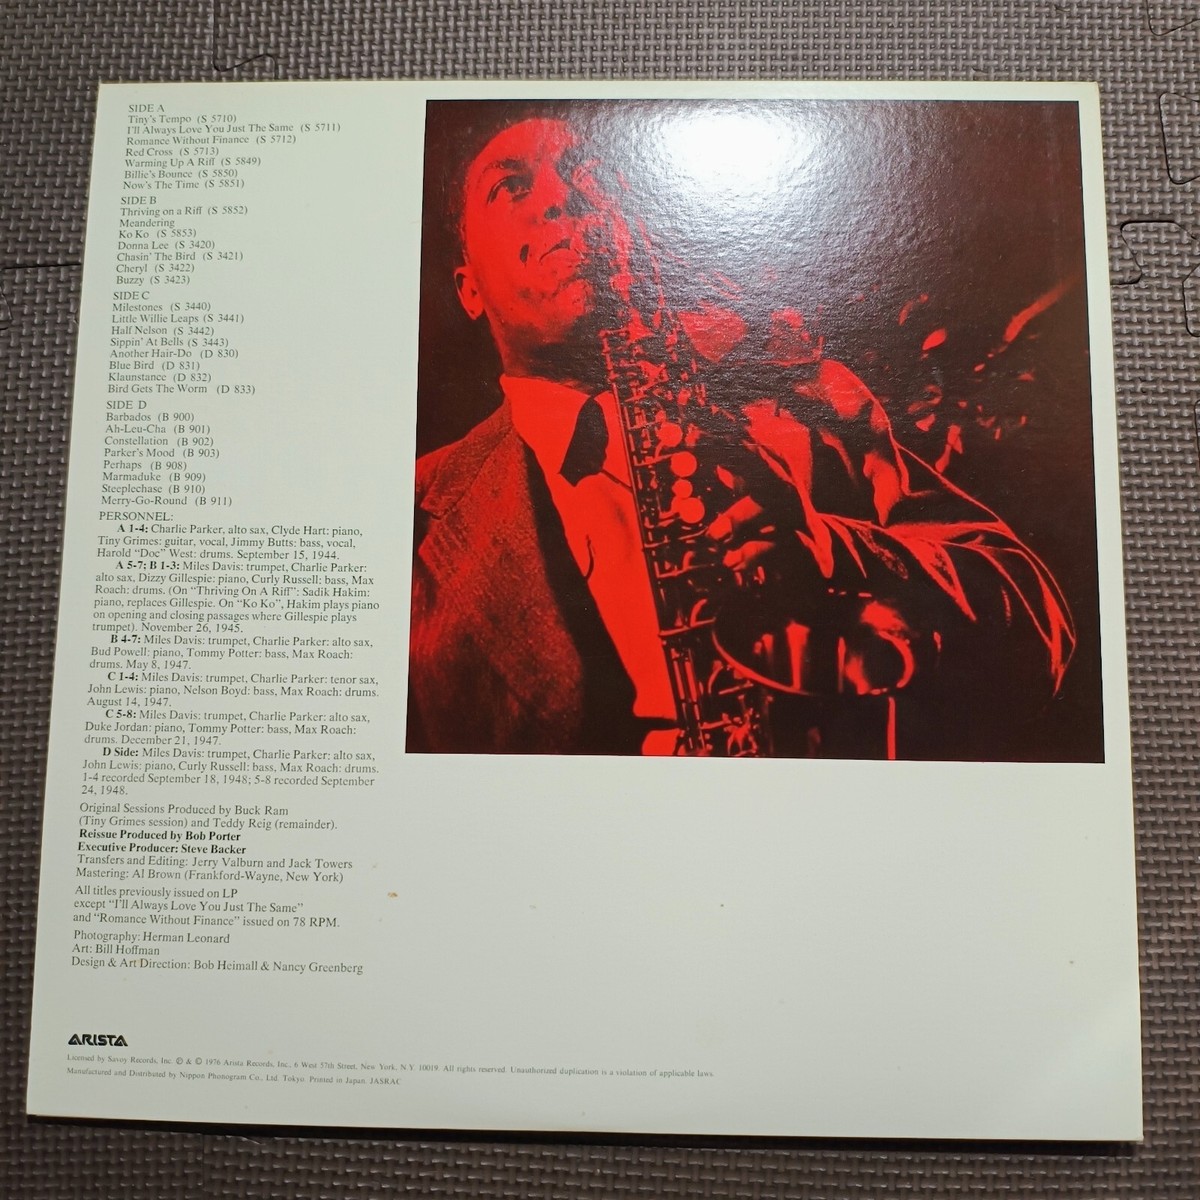 SIDE A
Tiny's Tempo (S 5710)
I'll Always Love You Just The Same (S 5711)
Romance Without Finance (S 5712)
Red Cross (S 5713)
Warming Up A Riff (S 5849)
Billie's Bounce (S 5850)
Now's The Time (S 5851)
SIDE B
Thriving on a Riff (S 5852)
Meandering
Ko Ko (S 5853)
Donna Lee (S 3420)
Chasin' The Bird (S 3421)
Cheryl (S 3422)
Buzzy (S 3423)
SIDE C
Milestones (S 3440)
Little Willie Leaps (S 3441)
Half Nelson (S 3442)
Sippin' At Bells (S 3443)
Another Hair-Do (D 830)
Blue Bird (D 831)
Klaunstance (D 832)
Bird Gets The Worm (D 833)
SIDE D
Barbados (B 900)
Ah-Leu-Cha (B 901)
Constellation (B 902)
Parker's Mood (B 903)
Perhaps (B 908)
Marmaduke (B 909)
Steeplechase (B 910)
Merry-Go-Round (B 911)
PERSONNEL:
A 1-4: Charlie Parker, alto sax, Clyde Hart: piano,
Tiny Grimes: guitar, vocal, Jimmy Butts: bass, vocal,
Harold "Doc" West: drums. September 15, 1944.
A 5-7; B 1-3: Miles Davis: trumpet, Charlie Parker:
alto sax, Dizzy Gillespie: piano, Curly Russell: bass, Max
Roach: drums. (On "Thriving On A Riff": Sadik Hakim:
piano, replaces Gillespie. On "Ko Ko", Hakim plays piano
on opening and closing passages where Gillespie plays
trumpet). November 26, 1945.
B 4-7: Miles Davis: trumpet, Charlie Parker: alto sax,
Bud Powell: piano, Tommy Potter: bass, Max Roach:
drums. May 8, 1947.
C 1-4: Miles Davis: trumpet, Charlie Parker: tenor sax,
John Lewis: piano, Nelson Boyd: bass, Max Roach: drums.
August 14, 1947.
C 5-8: Miles Davis: trumpet, Charlie Parker: alto sax,
Duke Jordan: piano, Tommy Potter: bass, Max Roach:
drums. December 21, 1947.
D Side: Miles Davis: trumpet, Charlie Parker: alto sax,
John Lewis: piano, Curly Russell: bass, Max Roach: drums.
1-4 recorded September 18, 1948; 5-8 recorded September
24, 1948.
Original Sessions Produced by Buck Ram
(Tiny Grimes session) and Teddy Reig (remainder).
Reissue Produced by Bob Porter
Executive Producer: Steve Backer
Transfers and Editing: Jerry Valburn and Jack Towers
Mastering: Al Brown (Frankford-Wayne, New York)
All titles previously issued on LP
except "I'll Always Love You Just The Same"
and "Romance Without Finance" issued on 78 RPM.
Photography: Herman Leonard
Art: Bill Hoffman
Design & Art Direction: Bob Heimall & Nancy Greenberg
ARISTA
Licensed by Savoy Records, Inc. ℗ & © 1976 Arista Records, Inc., 6 West 57th Street, New York, N.Y. 10019. All rights reserved. Unauthorized duplication is a violation of applicable laws.
Manufactured and Distributed by Nippon Phonogram Co., Ltd. Tokyo. Printed in Japan. JASRAC